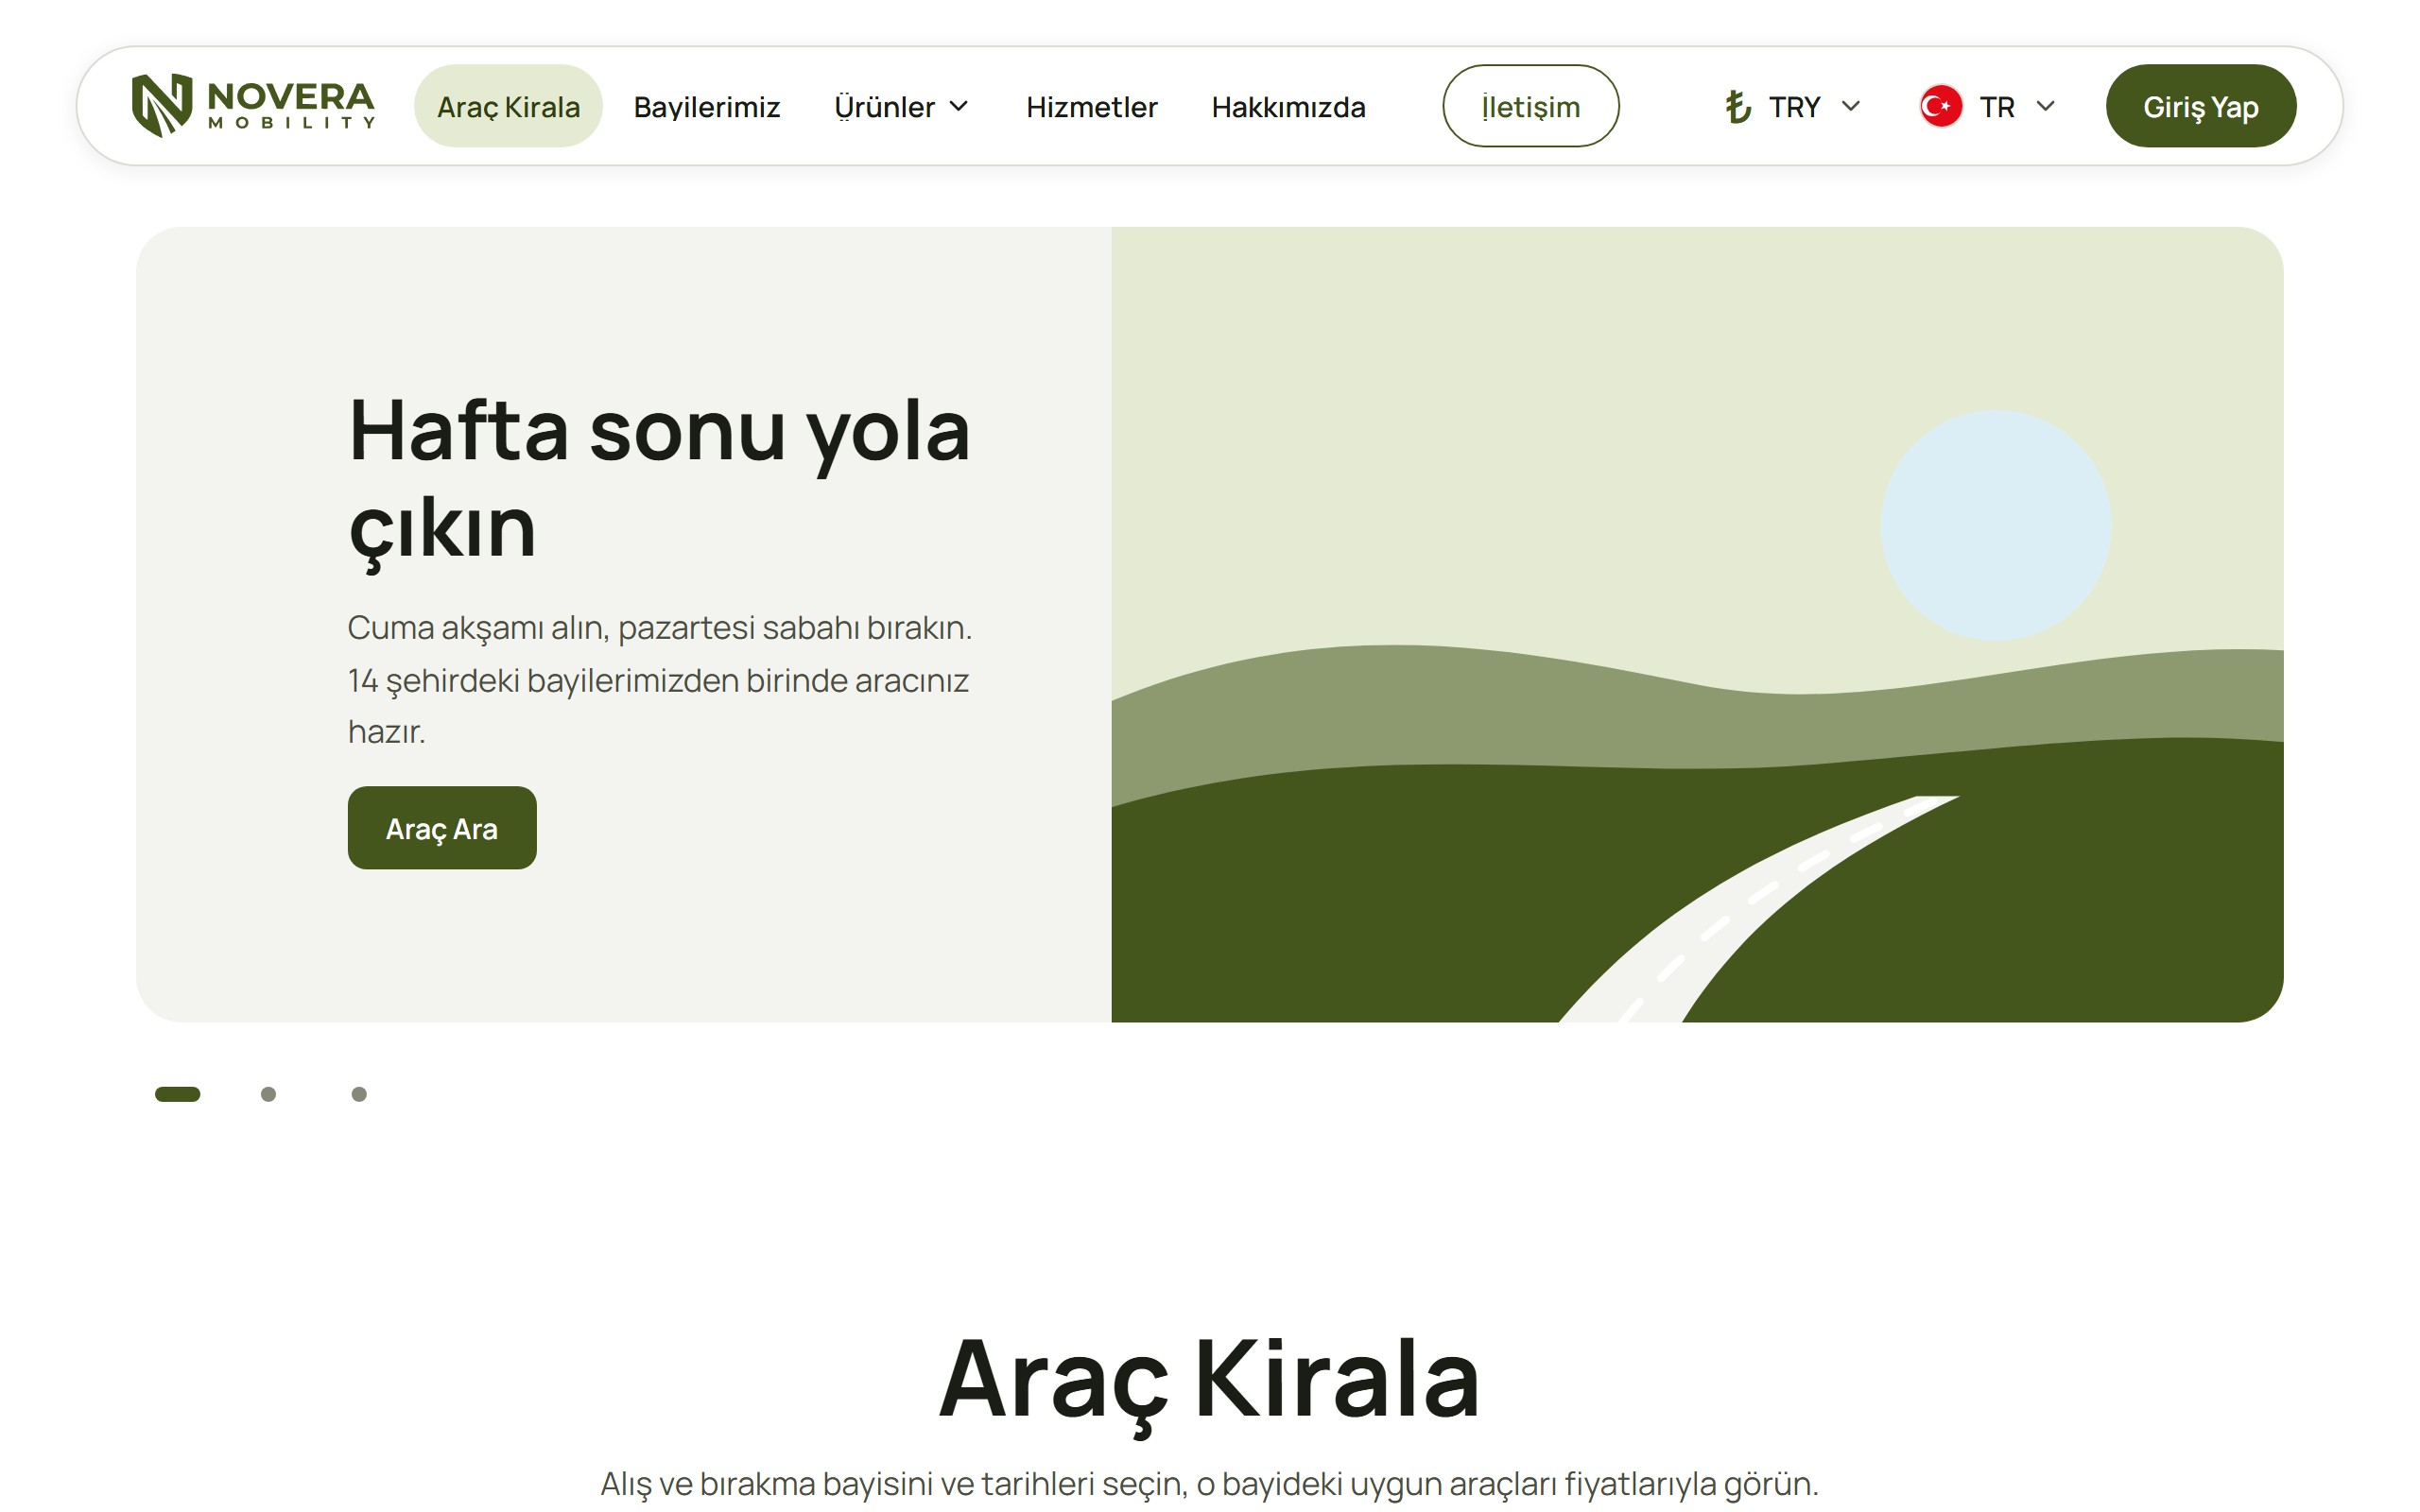 NOVERA
MOBILITY
Araç Kirala
Bayilerimiz
Ürünler
Hizmetler
Hakkımızda
İletişim
₺ TRY
TR
Giriş Yap
Hafta sonu yola
çıkın
Cuma akşamı alın, pazartesi sabahı bırakın.
14 şehirdeki bayilerimizden birinde aracınız
hazır.
Araç Ara
Araç Kirala
Alış ve bırakma bayisini ve tarihleri seçin, o bayideki uygun araçları fiyatlarıyla görün.